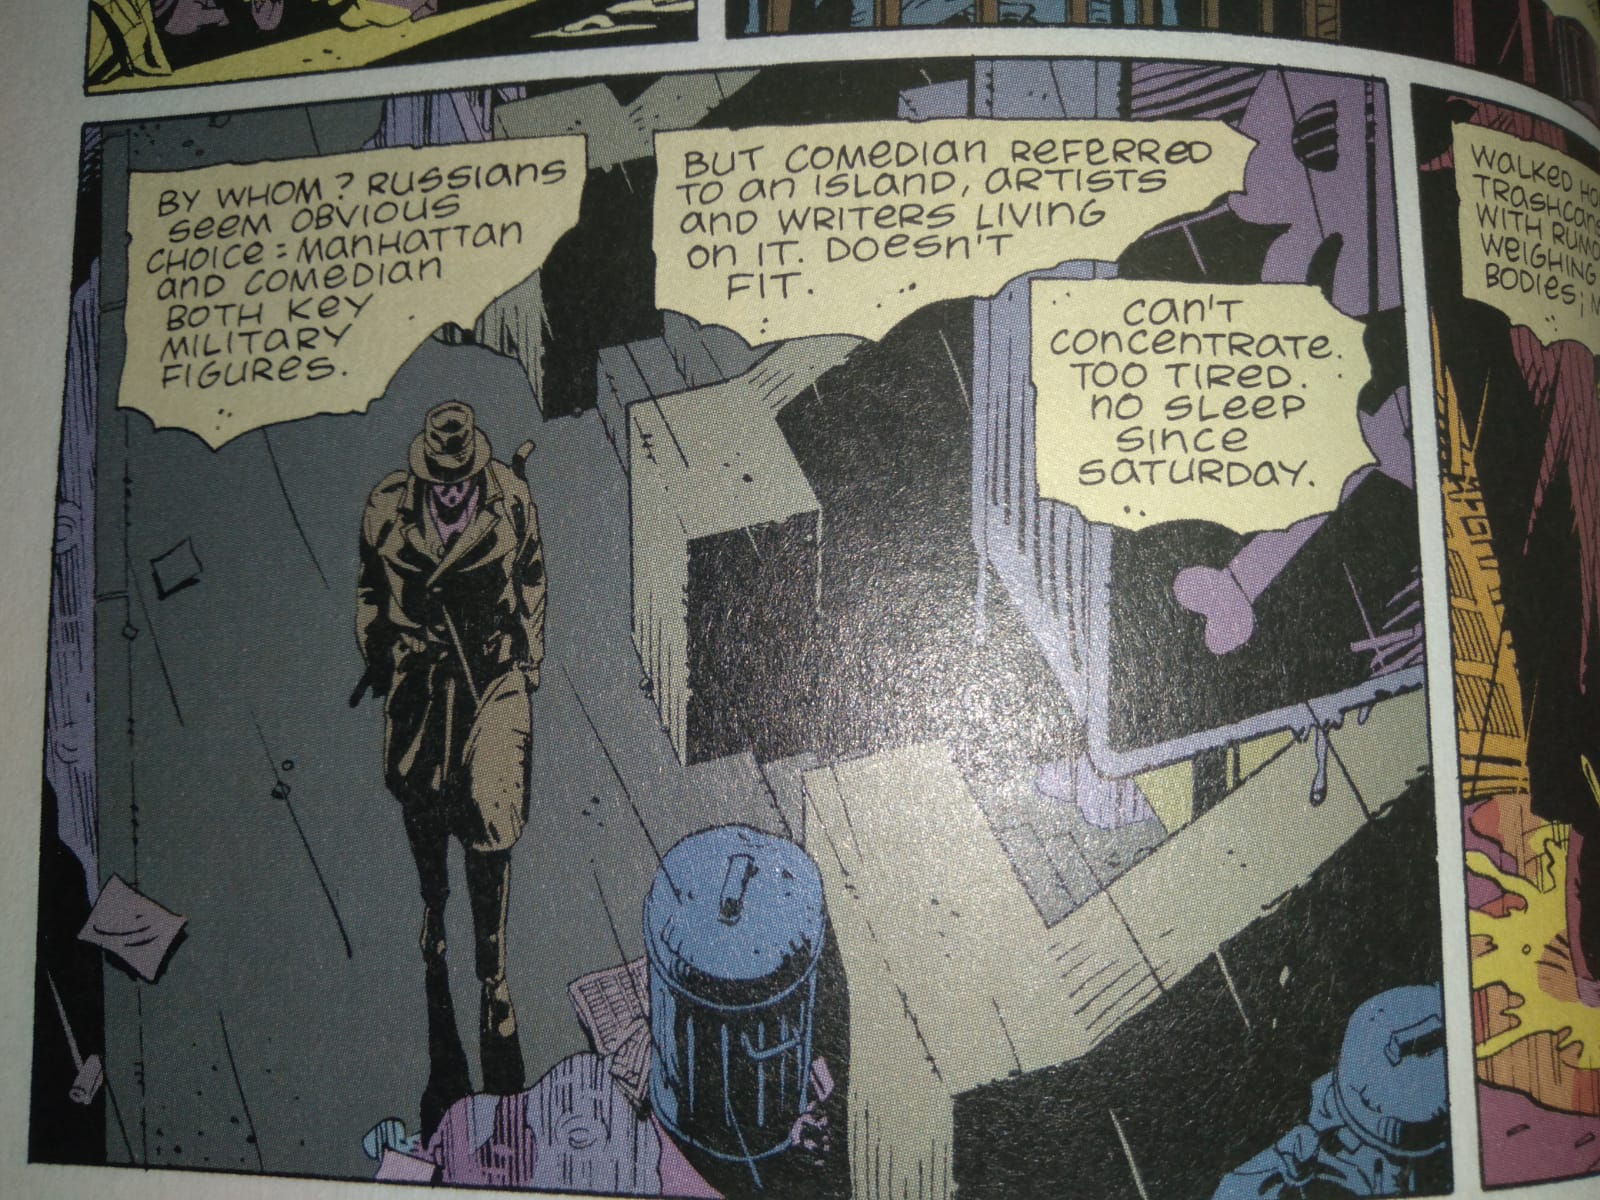 BY WHOM? RUSSIANS
SEEM OBVIOUS
CHOICE: MANHATTAN
AND COMEDIAN
BOTH KEY
MILITARY
FIGURES.
BUT COMEDIAN REFERRED
TO AN ISLAND, ARTISTS
AND WRITERS LIVING
ON IT. DOESN'T
FIT.
CAN'T
CONCENTRATE.
TOO TIRED.
NO SLEEP
SINCE
SATURDAY.
WALKED
TRASHCANS
WITH
WEIGHING
BODIES;